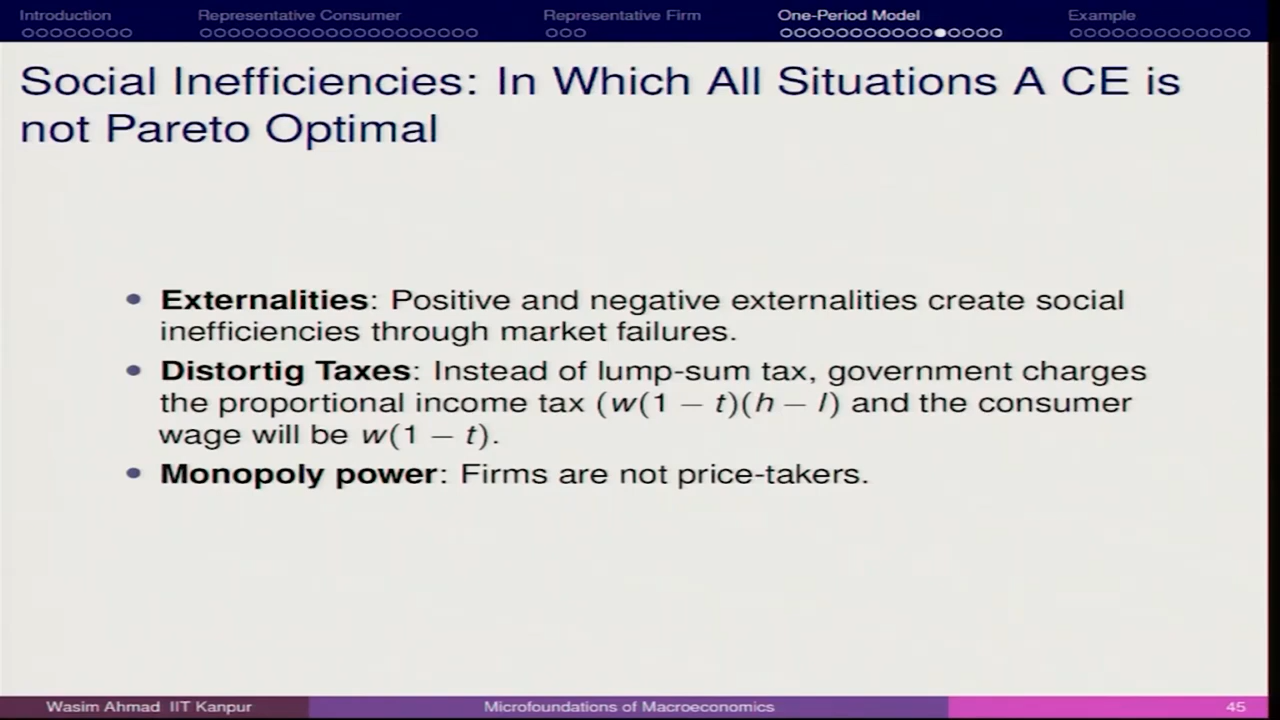 Introduction Representative Consumer Representative Firm One-Period Model Example
Social Inefficiencies: In Which All Situations A CE is
not Pareto Optimal
• Externalities: Positive and negative externalities create social
inefficiencies through market failures.
• Distortig Taxes: Instead of lump-sum tax, government charges
the proportional income tax (w(1 − t)(h − l) and the consumer
wage will be w(1 − t).
• Monopoly power: Firms are not price-takers.
Wasim Ahmad IIT Kanpur Microfoundations of Macroeconomics 45